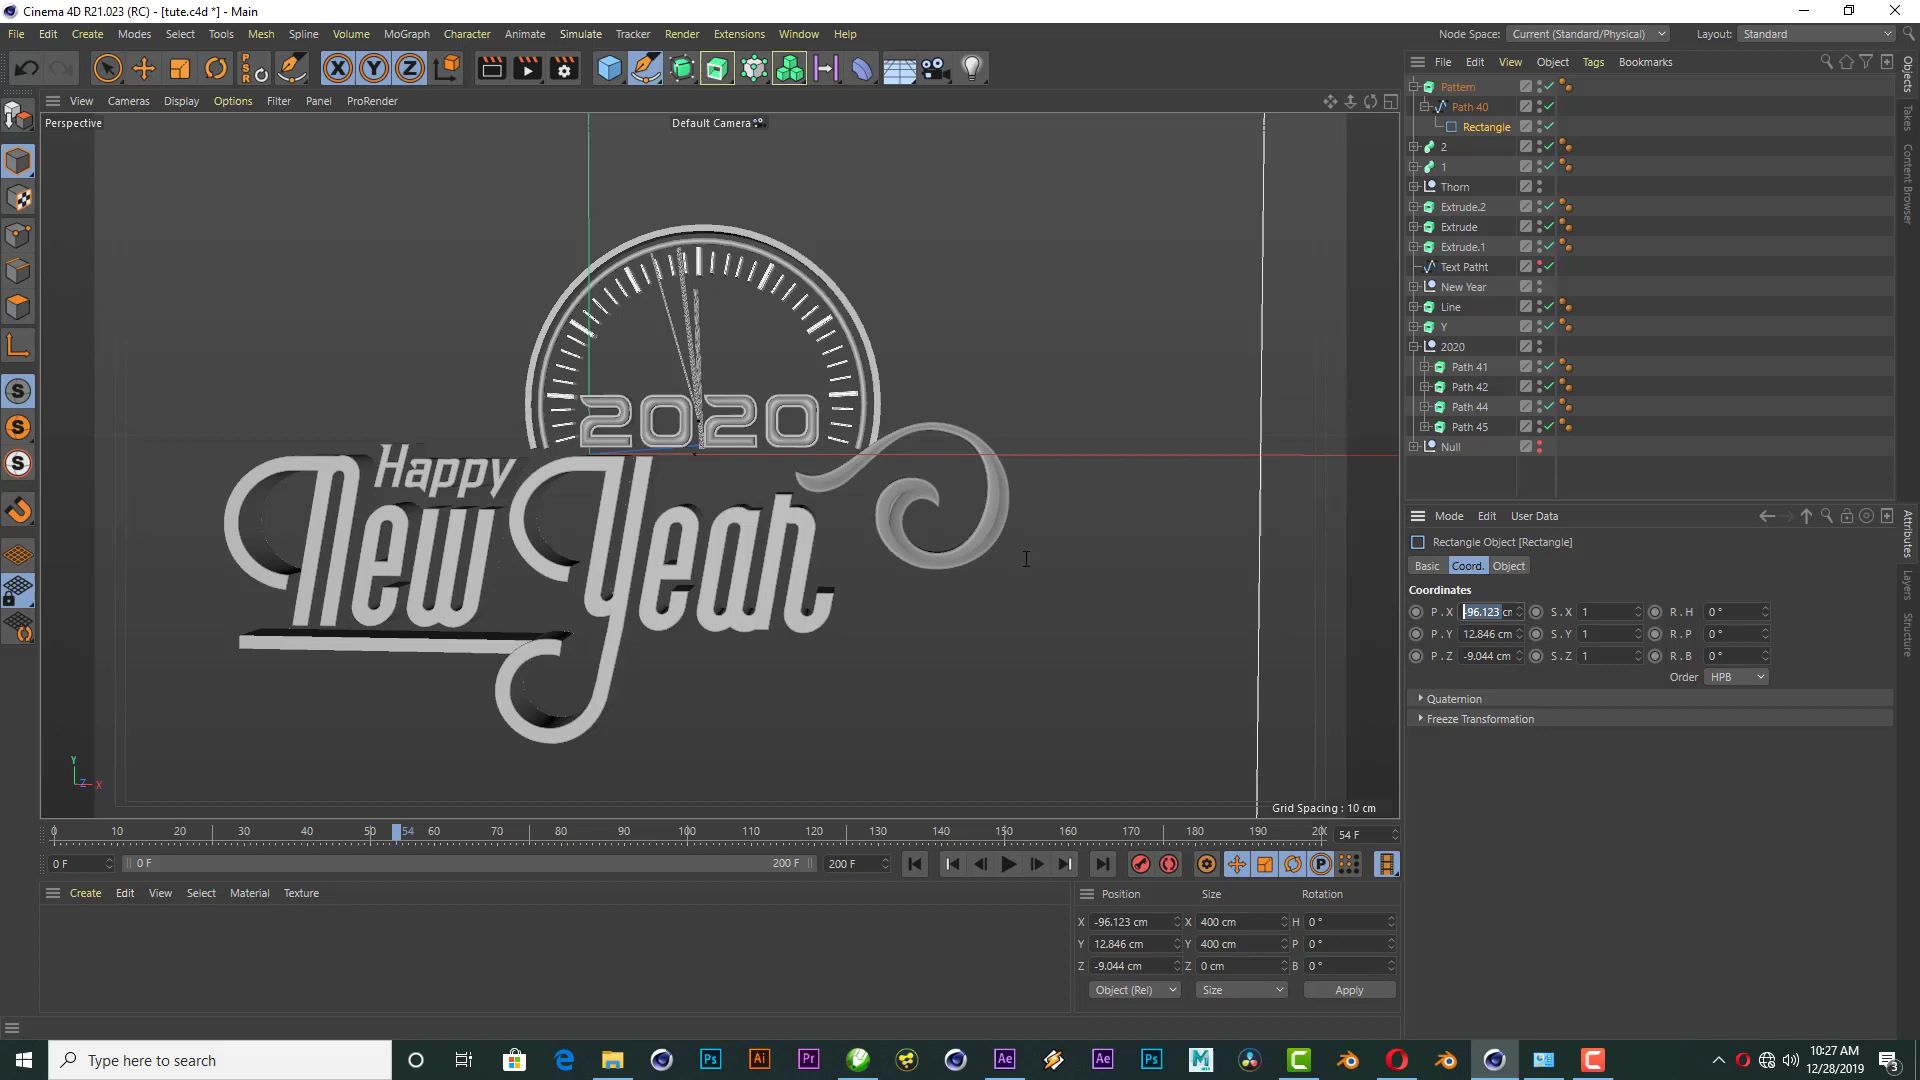 Cinema 4D R21.023 (RC) - [tute.c4d *] - Main
File Edit Create Modes Select Tools Mesh Spline Volume MoGraph Character Animate Simulate Tracker Render Extensions Window Help
Node Space: Current (Standard/Physical) Layout: Standard
View Cameras Display Options Filter Panel ProRender
Perspective
Default Camera
2020
Happy
New Year
Y
Z X
Grid Spacing : 10 cm
File Edit View Object Tags Bookmarks
Pattern
Path 40
Rectangle
2
1
Thorn
Extrude.2
Extrude
Extrude.1
Text Patht
New Year
Line
Y
2020
Path 41
Path 42
Path 44
Path 45
Null
Objects
Takes
Content Browser
Mode Edit User Data
Rectangle Object [Rectangle]
Basic Coord. Object
Coordinates
P . X -96.123 cm S . X 1 R . H 0 °
P . Y 12.846 cm S . Y 1 R . P 0 °
P . Z -9.044 cm S . Z 1 R . B 0 °
Order HPB
Quaternion
Freeze Transformation
Attributes
Layers
Structure
0 10 20 30 40 50 54 60 70 80 90 100 110 120 130 140 150 160 170 180 190 20 54 F
0 F 0 F 200 F 200 F
Create Edit View Select Material Texture
Position Size Rotation
X -96.123 cm X 400 cm H 0 °
Y 12.846 cm Y 400 cm P 0 °
Z -9.044 cm Z 0 cm B 0 °
Object (Rel) Size Apply
Type here to search
10:27 AM
12/28/2019
3